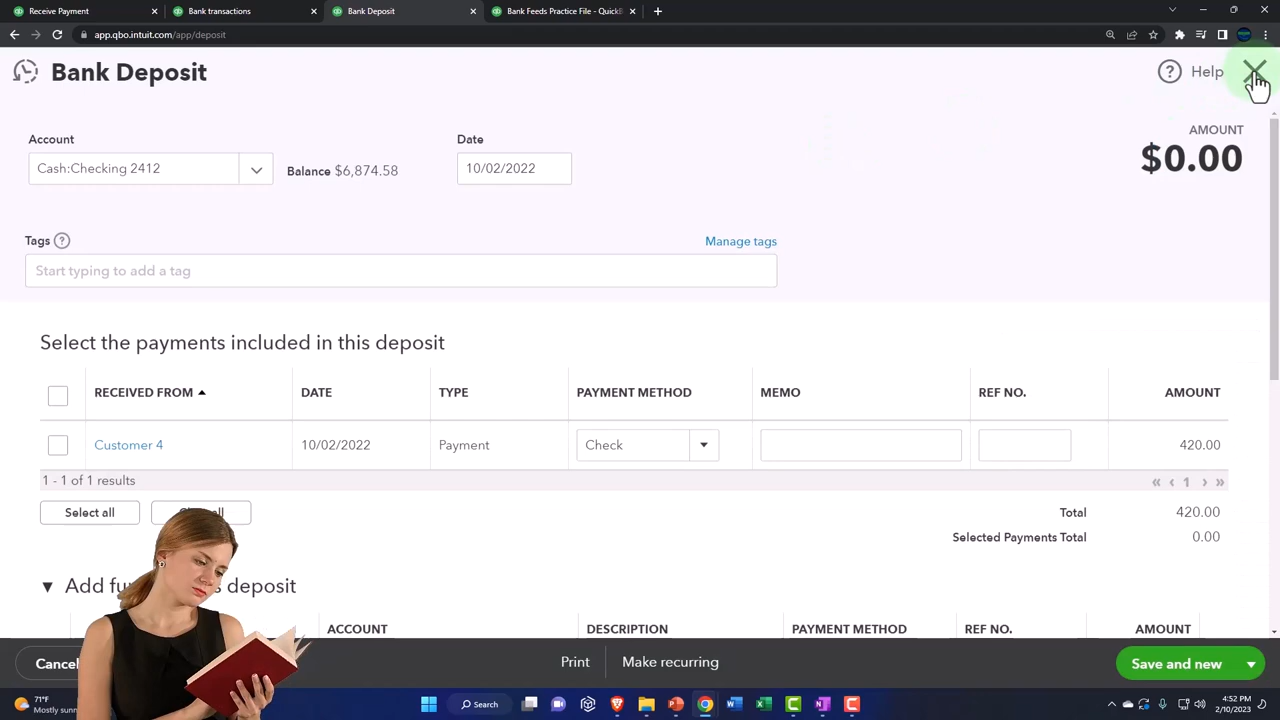 Receive Payment
Bank transactions
Bank Deposit
Bank Feeds Practice File - QuickB
app.qbo.intuit.com/app/deposit
Bank Deposit
Help
Account
Date
AMOUNT
Cash:Checking 2412
Balance $6,874.58
10/02/2022
$0.00
Tags
Manage tags
Start typing to add a tag
Select the payments included in this deposit
RECEIVED FROM
DATE
TYPE
PAYMENT METHOD
MEMO
REF NO.
AMOUNT
Customer 4
10/02/2022
Payment
Check
420.00
1 - 1 of 1 results
1
Select all
Total
420.00
Selected Payments Total
0.00
deposit
ACCOUNT
DESCRIPTION
PAYMENT METHOD
REF NO.
AMOUNT
Print
Make recurring
Save and new
71°F
Mostly sunn
Search
4:52 PM
2/10/2023